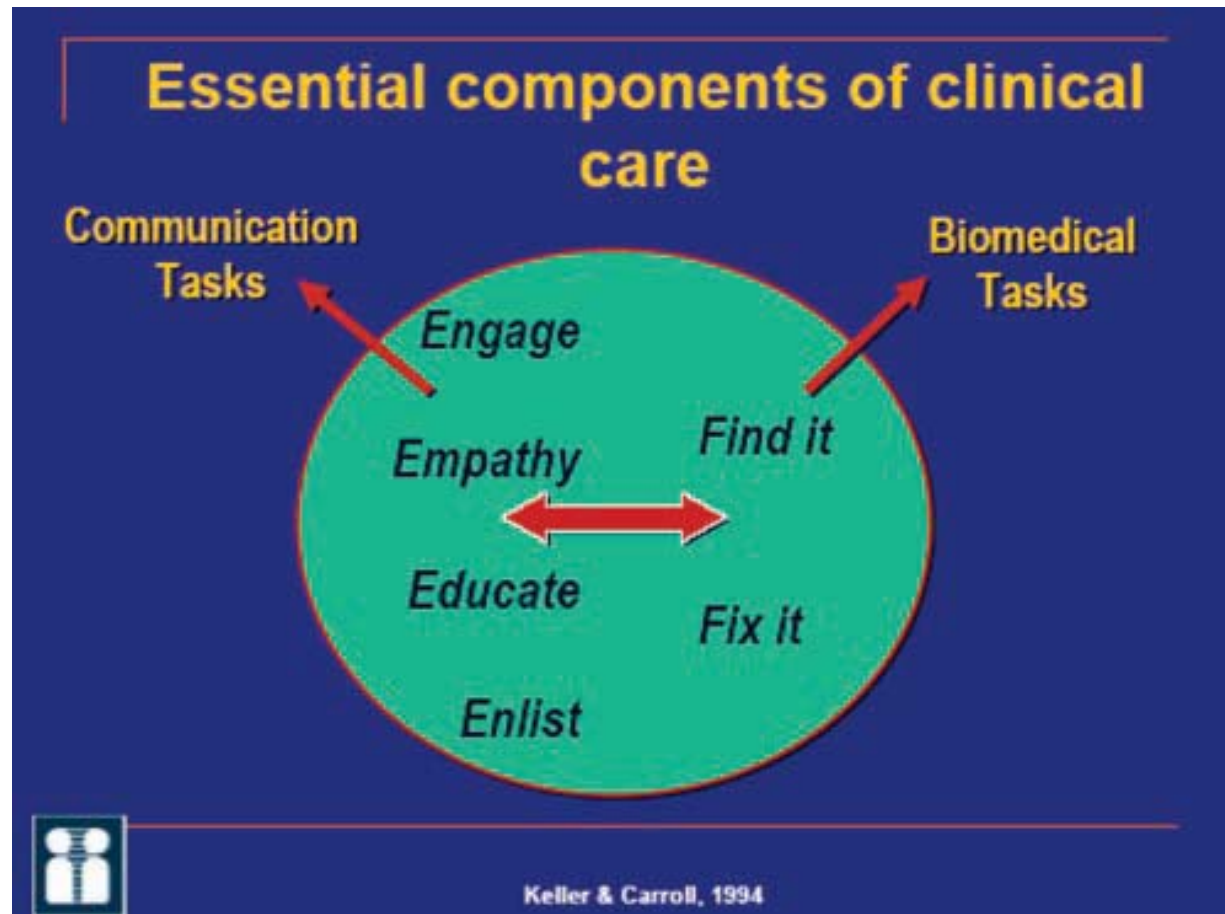 Essential components of clinical
care
Communication
Tasks
Biomedical
Tasks
Engage
Empathy
Educate
Enlist
Find it
Fix it
Keller & Carroll, 1994